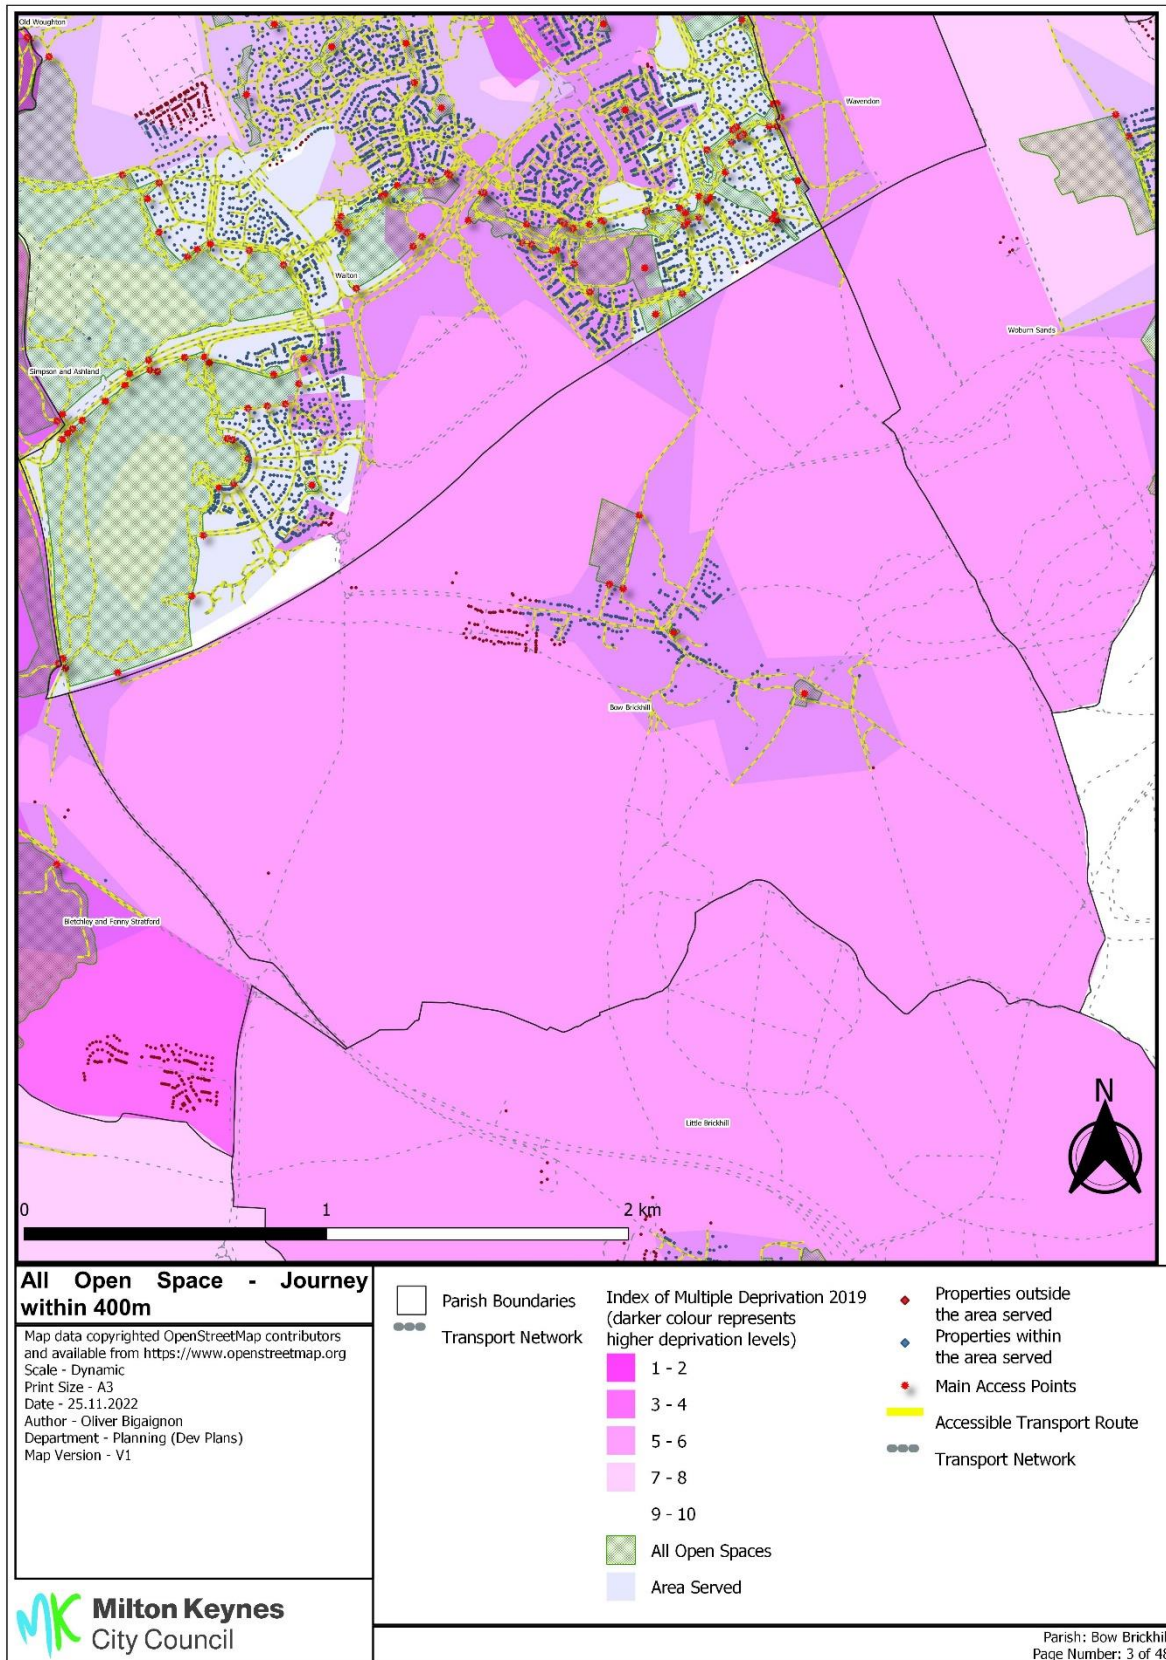 Old Woughton
Wavendon
Walton
Woburn Sands
Simpson and Ashland
Bow Brickhill
Bletchley and Fenny Stratford
Little Brickhill
N
0 1 2 km
All Open Space - Journey
within 400m
Map data copyrighted OpenStreetMap contributors
and available from https://www.openstreetmap.org
Scale - Dynamic
Print Size - A3
Date - 25.11.2022
Author - Oliver Bigaignon
Department - Planning (Dev Plans)
Map Version - V1
MK Milton Keynes
City Council
Parish Boundaries
Transport Network
Index of Multiple Deprivation 2019
(darker colour represents
higher deprivation levels)
1 - 2
3 - 4
5 - 6
7 - 8
9 - 10
All Open Spaces
Area Served
Properties outside
the area served
Properties within
the area served
Main Access Points
Accessible Transport Route
Transport Network
Parish: Bow Brickhill
Page Number: 3 of 48